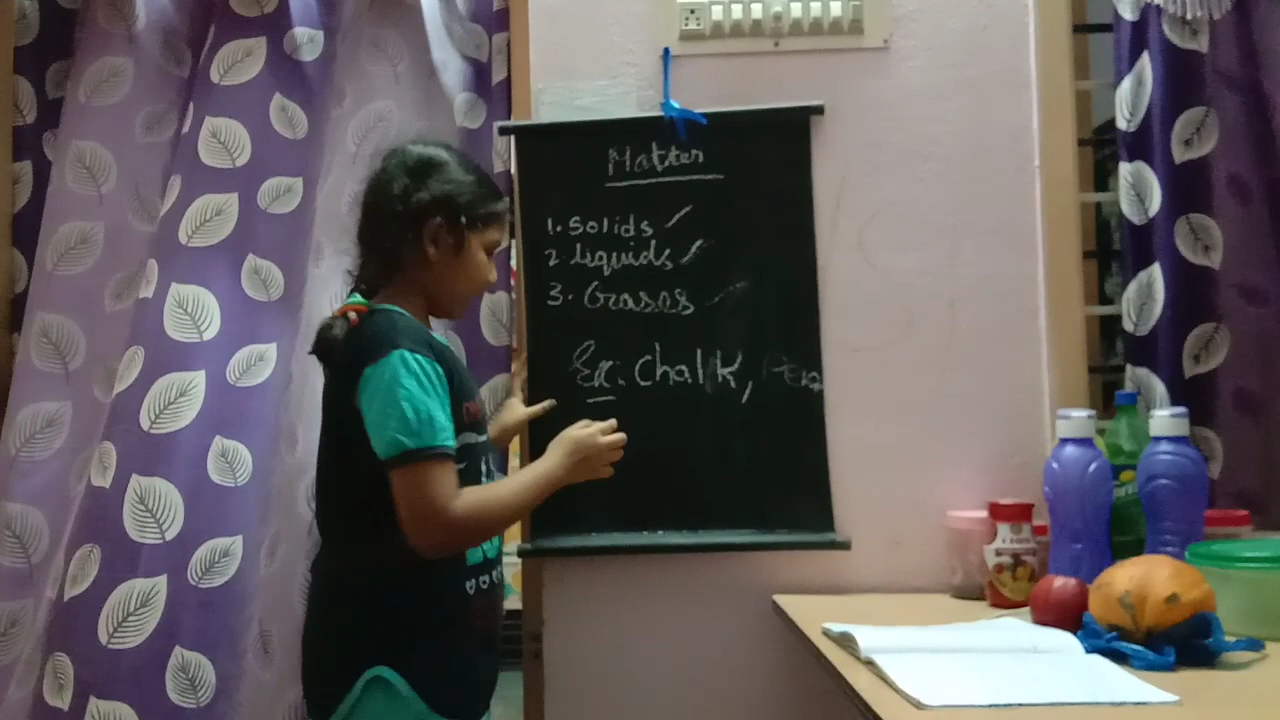 Matter
1. Solids ✓
2. Liquids ✓
3. Gases ✓
Ex: Chalk,